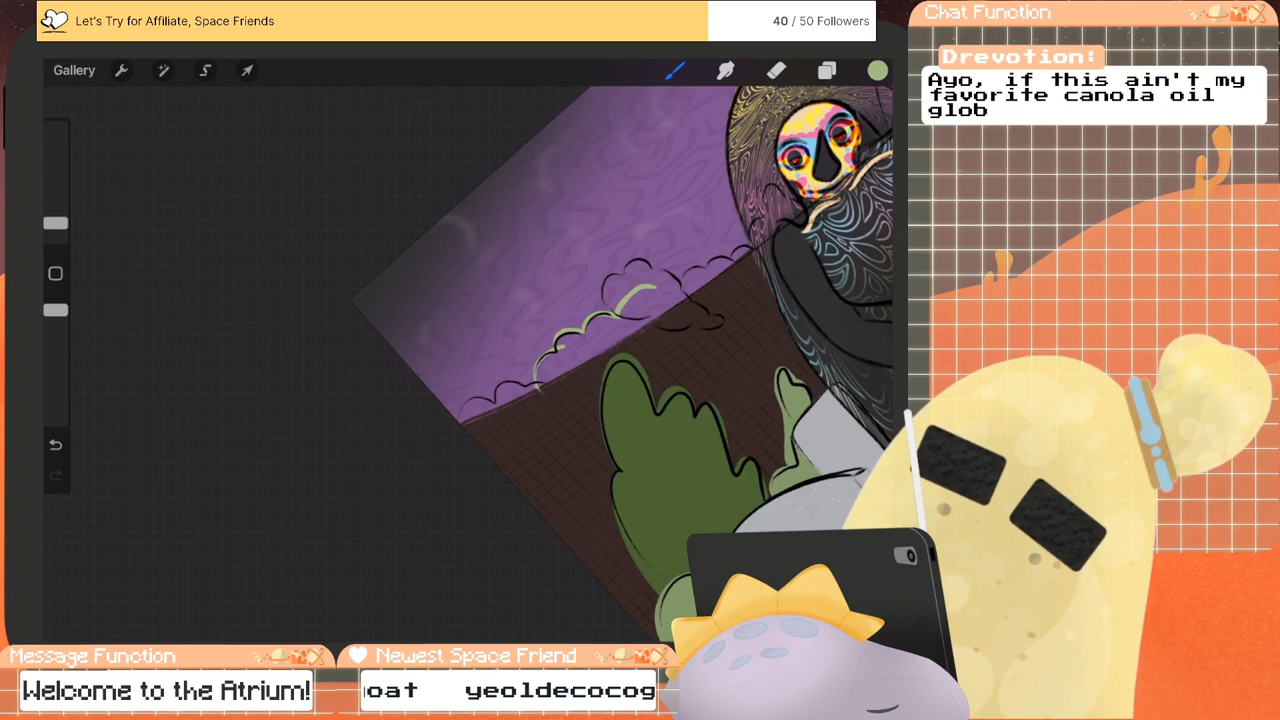 Let's Try for Affiliate, Space Friends
40 / 50 Followers
Gallery
Chat Function
Drevotion:
Ayo, if this ain't my
favorite canola oil
glob
Message Function
Welcome to the Atrium!
Newest Space Friend
oat yeoldecocog